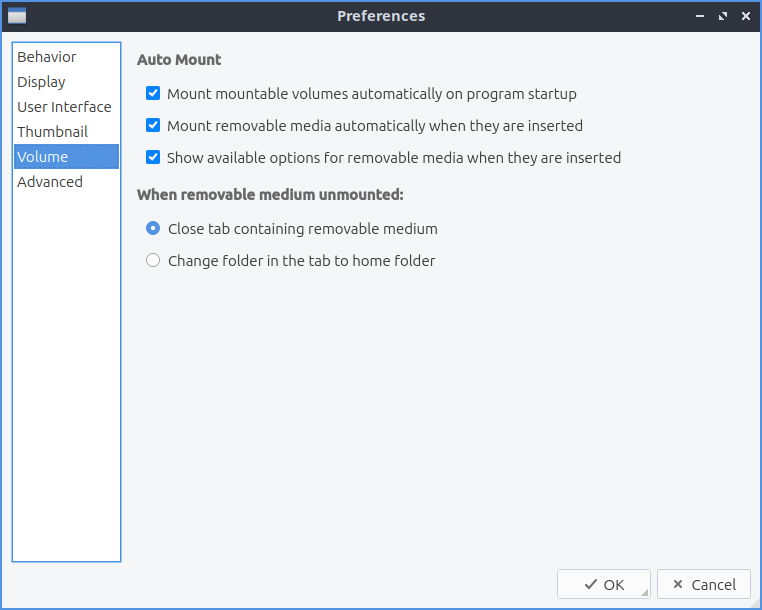 Preferences
Behavior
Display
User Interface
Thumbnail
Volume
Advanced
Auto Mount
Mount mountable volumes automatically on program startup
Mount removable media automatically when they are inserted
Show available options for removable media when they are inserted
When removable medium unmounted:
Close tab containing removable medium
Change folder in the tab to home folder
OK
Cancel